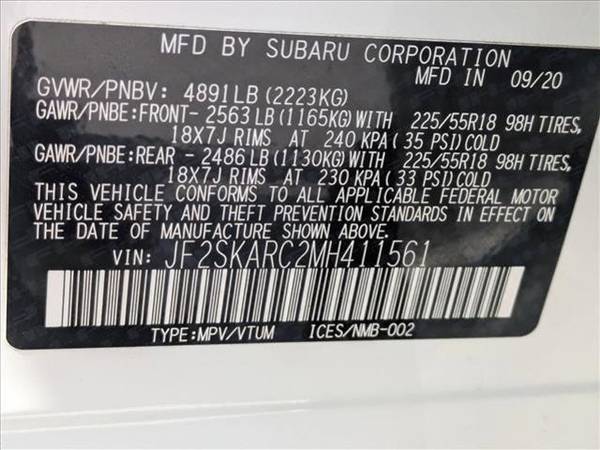 MFD BY SUBARU CORPORATION
MFD IN 09/20
GVWR/PNBV: 4891LB(2223KG)
GAWR/PNBE:FRONT- 2563LB(1165KG)WITH 225/55R18 98H TIRES,
18X7J RIMS AT 240 KPA(35 PSI)COLD
GAWR/PNBE:REAR - 2486LB(1130KG)WITH 225/55R18 98H TIRES,
18X7J RIMS AT 230 KPA(33 PSI)COLD
THIS VEHICLE CONFORMS TO ALL APPLICABLE FEDERAL MOTOR
VEHICLE SAFETY AND THEFT PREVENTION STANDARDS IN EFFECT ON
THE DATE OF MANUFACTURE SHOWN ABOVE.
VIN: JF2SKARC2MH411561
TYPE:MPV/VTUM ICES/NMB-002